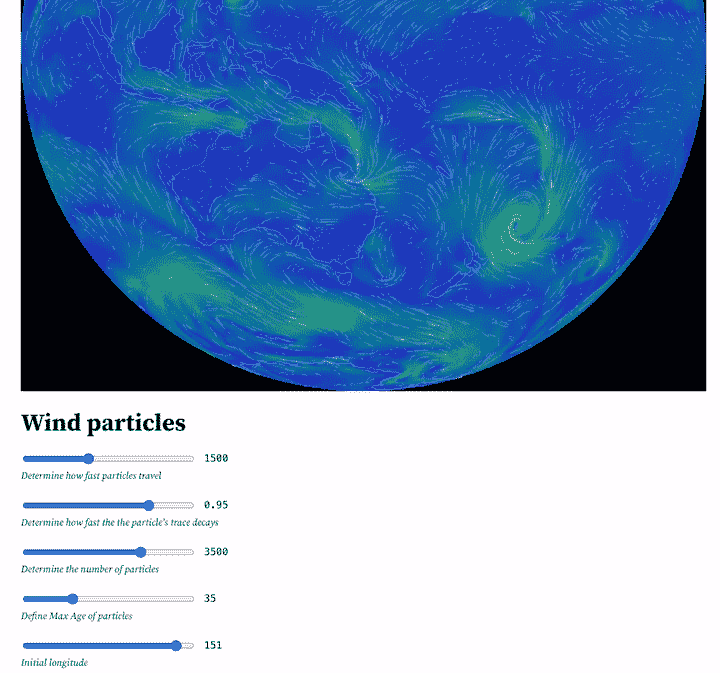 Wind particles
1500
Determine how fast particles travel
0.95
Determine how fast the the particle's trace decays
3500
Determine the number of particles
35
Define Max Age of particles
151
Initial longitude